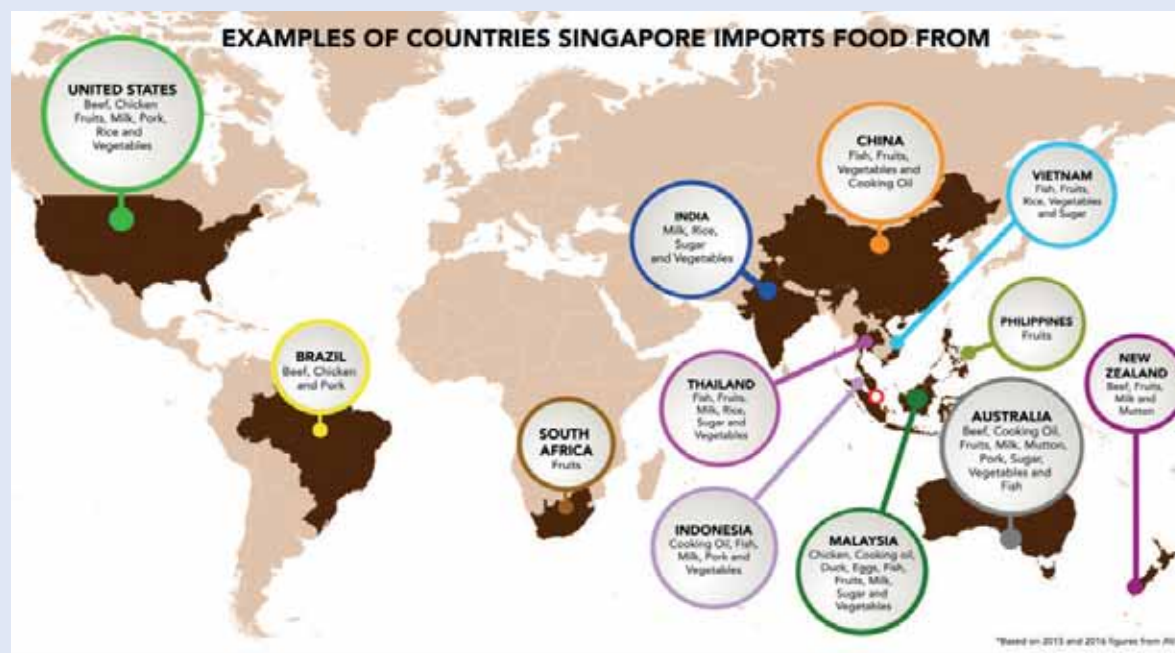 EXAMPLES OF COUNTRIES SINGAPORE IMPORTS FOOD FROM
UNITED STATES
Beef, Chicken
Fruits, Milk, Pork,
Rice and
Vegetables
BRAZIL
Beef, Chicken
and Pork
SOUTH
AFRICA
Fruits
INDIA
Milk, Rice,
Sugar
and Vegetables
CHINA
Fish, Fruits,
Vegetables and
Cooking Oil
VIETNAM
Fish, Fruits,
Rice, Vegetables
and Sugar
THAILAND
Fish, Fruits,
Milk, Rice,
Sugar and
Vegetables
PHILIPPINES
Fruits
INDONESIA
Cooking Oil, Fish,
Milk, Pork and
Vegetables
MALAYSIA
Chicken, Cooking oil,
Duck, Eggs, Fish,
Fruits, Milk,
Sugar and
Vegetables
AUSTRALIA
Beef, Cooking Oil,
Fruits, Milk, Mutton,
Pork, Sugar,
Vegetables and
Fish
NEW
ZEALAND
Beef, Fruits,
Milk and
Mutton
*Based on 2015 and 2016 figures from